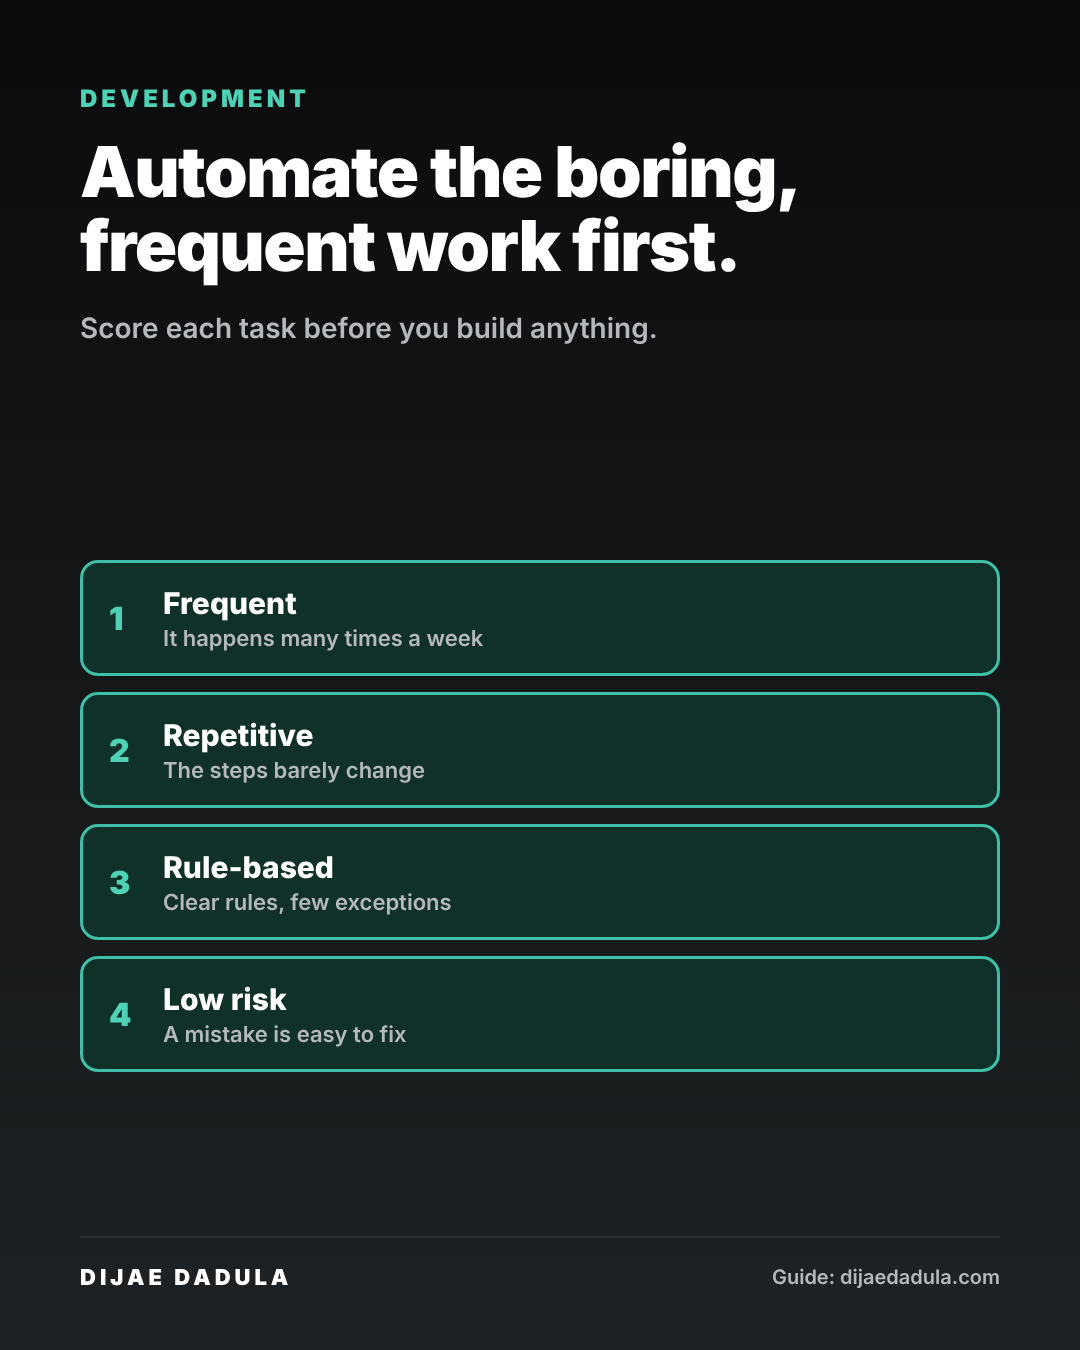 DEVELOPMENT
Automate the boring,
frequent work first.
Score each task before you build anything.
1
Frequent
It happens many times a week
2
Repetitive
The steps barely change
3
Rule-based
Clear rules, few exceptions
4
Low risk
A mistake is easy to fix
DIJAE DADULA
Guide: dijaedadula.com